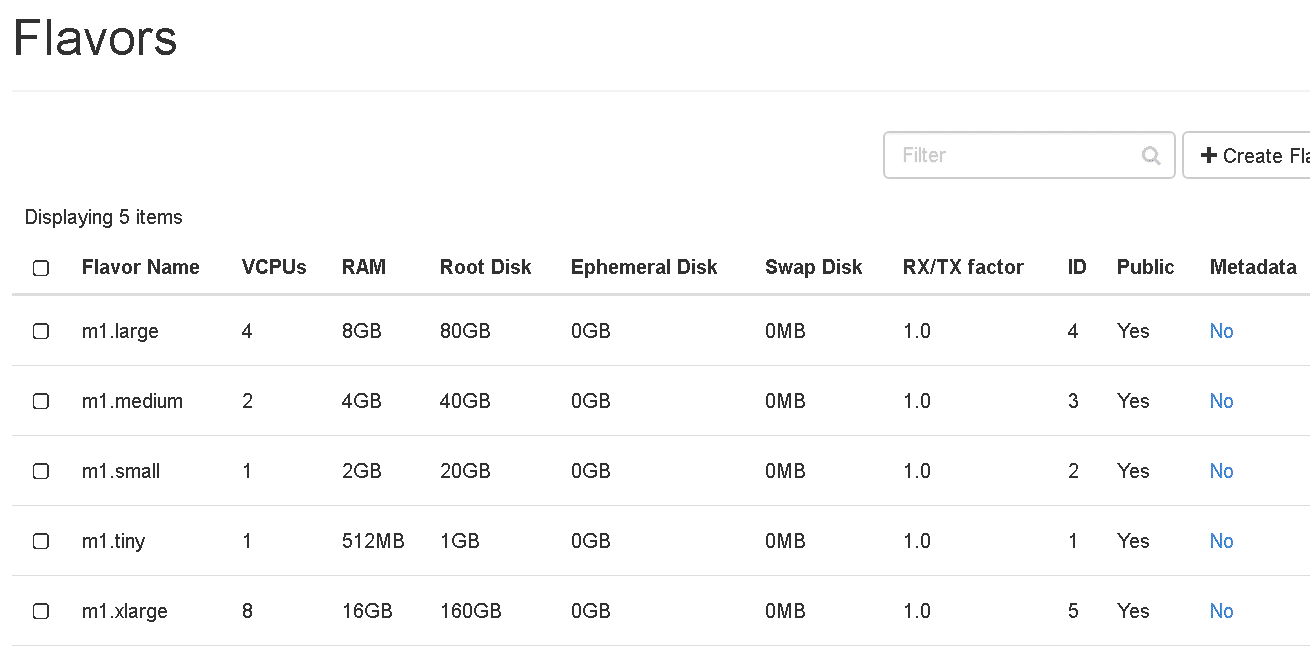 Flavors
Filter + Create Fla
Displaying 5 items
Flavor Name VCPUs RAM Root Disk Ephemeral Disk Swap Disk RX/TX factor ID Public Metadata
m1.large 4 8GB 80GB 0GB 0MB 1.0 4 Yes No
m1.medium 2 4GB 40GB 0GB 0MB 1.0 3 Yes No
m1.small 1 2GB 20GB 0GB 0MB 1.0 2 Yes No
m1.tiny 1 512MB 1GB 0GB 0MB 1.0 1 Yes No
m1.xlarge 8 16GB 160GB 0GB 0MB 1.0 5 Yes No